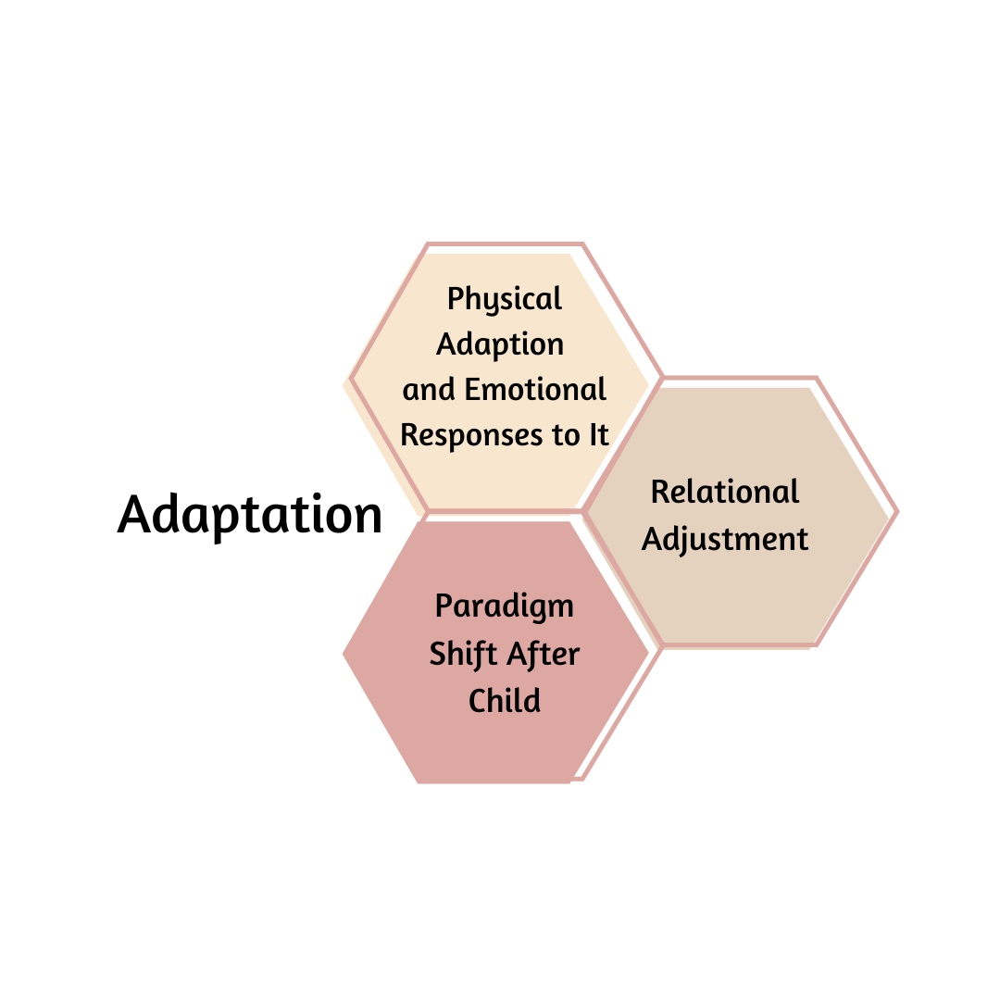 Adaptation
Physical
Adaption
and Emotional
Responses to It
Relational
Adjustment
Paradigm
Shift After
Child